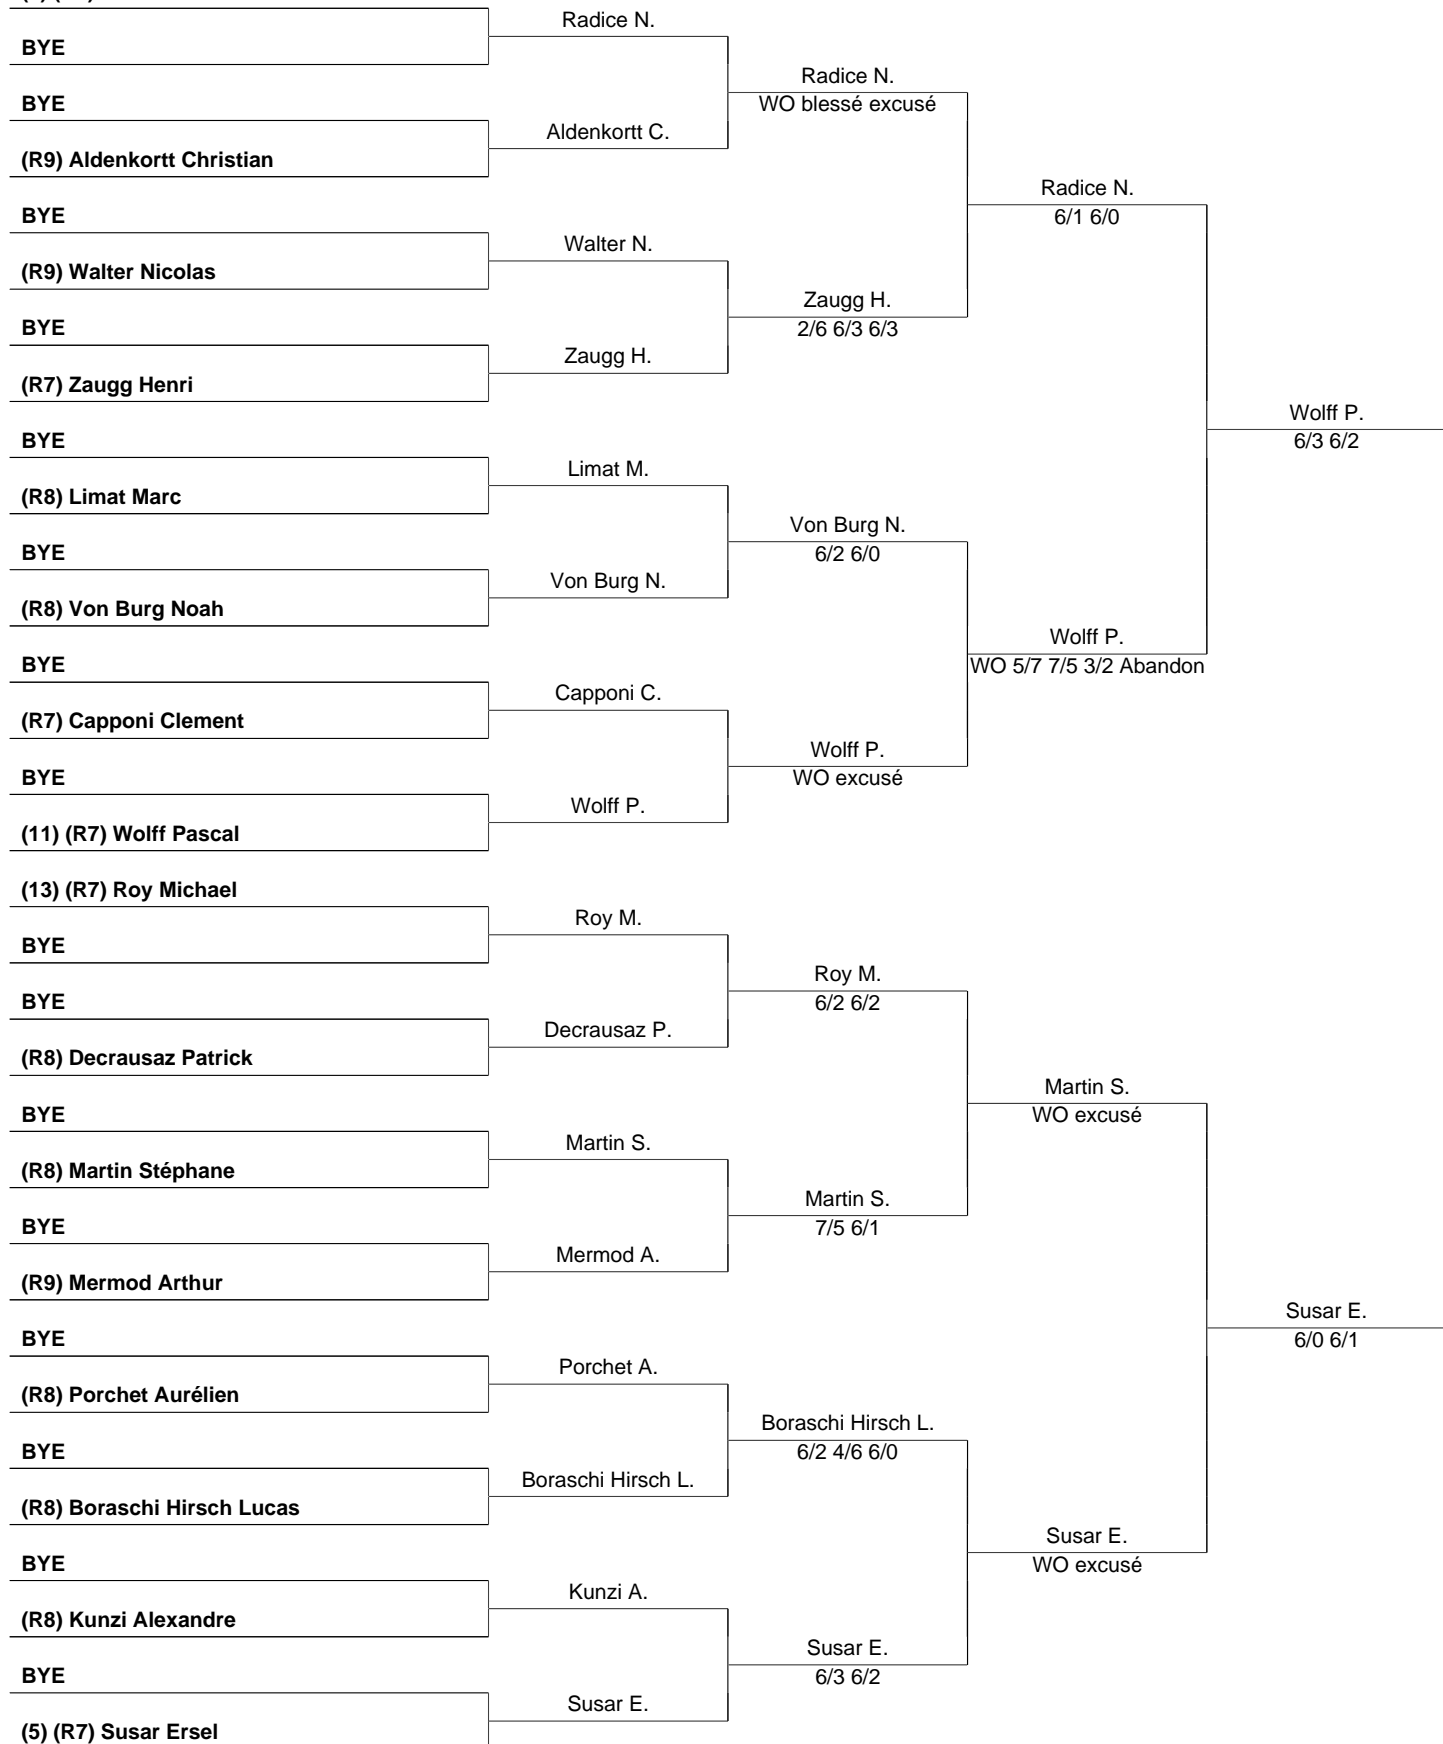 BYE
BYE
(R9) Aldenkortt Christian
BYE
(R9) Walter Nicolas
BYE
(R7) Zaugg Henri
BYE
(R8) Limat Marc
BYE
(R8) Von Burg Noah
BYE
(R7) Capponi Clement
BYE
(11) (R7) Wolff Pascal
(13) (R7) Roy Michael
BYE
BYE
(R8) Decrausaz Patrick
BYE
(R8) Martin Stéphane
BYE
(R9) Mermod Arthur
BYE
(R8) Porchet Aurélien
BYE
(R8) Boraschi Hirsch Lucas
BYE
(R8) Kunzi Alexandre
BYE
(5) (R7) Susar Ersel
Radice N.
Aldenkortt C.
Walter N.
Zaugg H.
Limat M.
Von Burg N.
Capponi C.
Wolff P.
Roy M.
Decrausaz P.
Martin S.
Mermod A.
Porchet A.
Boraschi Hirsch L.
Kunzi A.
Susar E.
Radice N.
WO blessé excusé
Zaugg H.
2/6 6/3 6/3
Von Burg N.
6/2 6/0
Wolff P.
WO excusé
Roy M.
6/2 6/2
Martin S.
7/5 6/1
Boraschi Hirsch L.
6/2 4/6 6/0
Susar E.
6/3 6/2
Radice N.
6/1 6/0
Wolff P.
WO 5/7 7/5 3/2 Abandon
Martin S.
WO excusé
Susar E.
WO excusé
Wolff P.
6/3 6/2
Susar E.
6/0 6/1